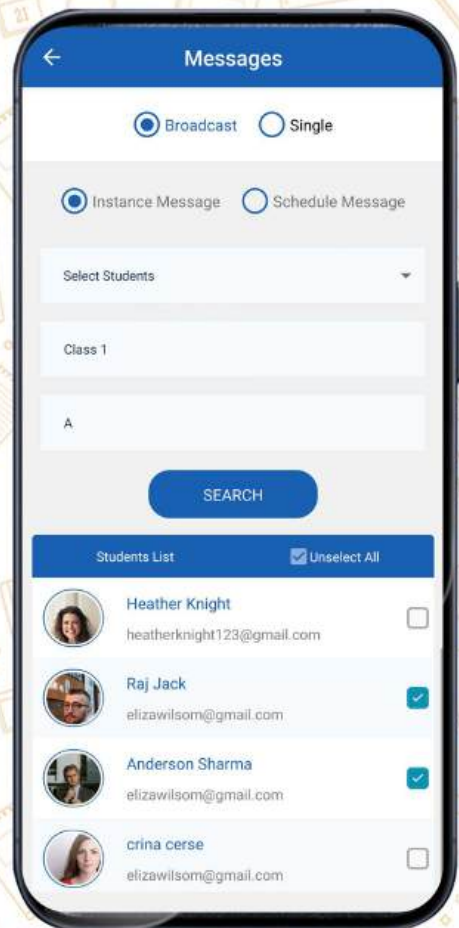 21
Messages
Broadcast Single
Instance Message Schedule Message
Select Students
Class 1
A
SEARCH
Students List Unselect All
Heather Knight
heatherknight123@gmail.com
Raj Jack
elizawilsom@gmail.com
Anderson Sharma
elizawilsom@gmail.com
crina cerse
elizawilsom@gmail.com